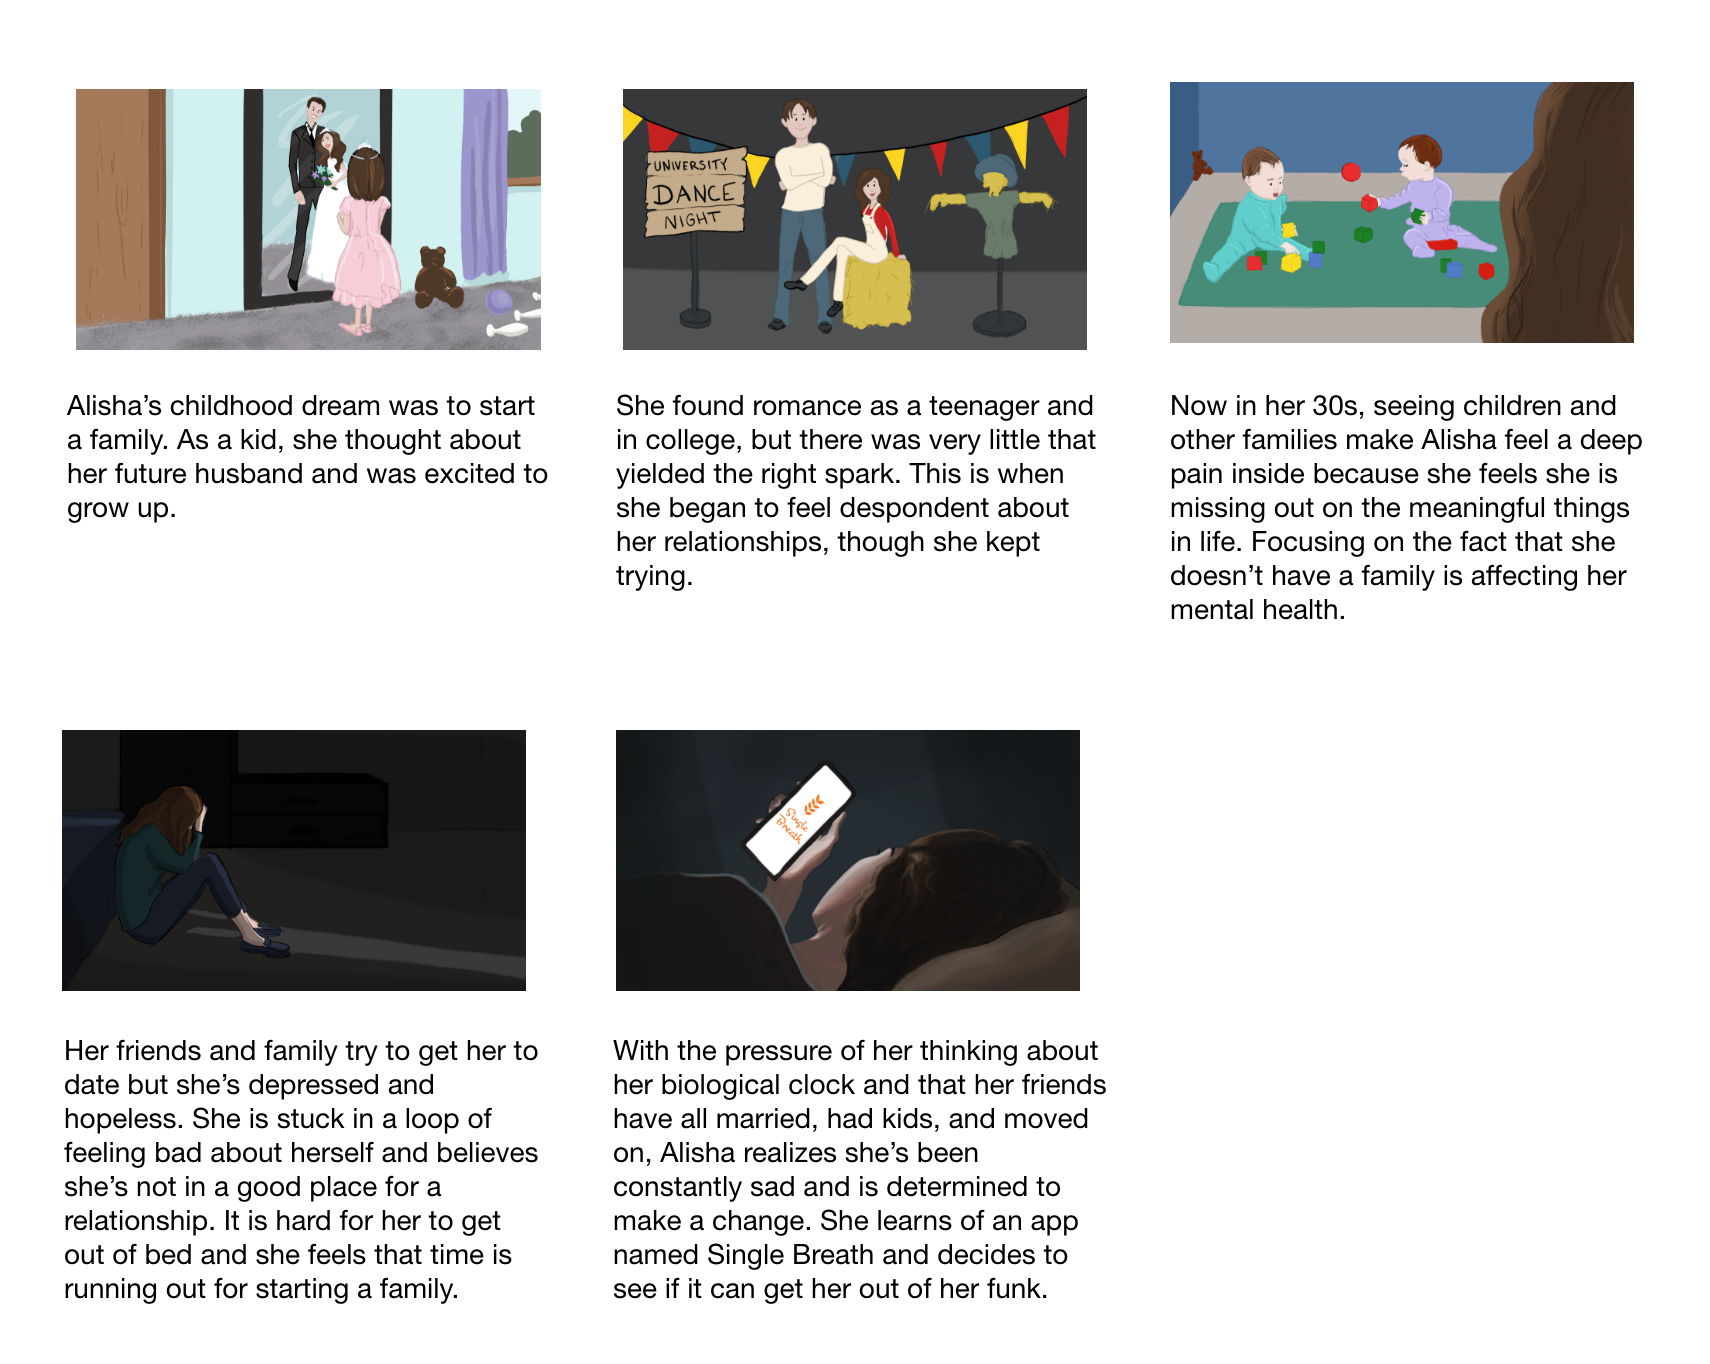 UNIVERSITY
DANCE
NIGHT
Alisha’s childhood dream was to start
a family. As a kid, she thought about
her future husband and was excited to
grow up.
She found romance as a teenager and
in college, but there was very little that
yielded the right spark. This is when
she began to feel despondent about
her relationships, though she kept
trying.
Now in her 30s, seeing children and
other families make Alisha feel a deep
pain inside because she feels she is
missing out on the meaningful things
in life. Focusing on the fact that she
doesn’t have a family is affecting her
mental health.
Single
Breath
Her friends and family try to get her to
date but she’s depressed and
hopeless. She is stuck in a loop of
feeling bad about herself and believes
she’s not in a good place for a
relationship. It is hard for her to get
out of bed and she feels that time is
running out for starting a family.
With the pressure of her thinking about
her biological clock and that her friends
have all married, had kids, and moved
on, Alisha realizes she’s been
constantly sad and is determined to
make a change. She learns of an app
named Single Breath and decides to
see if it can get her out of her funk.